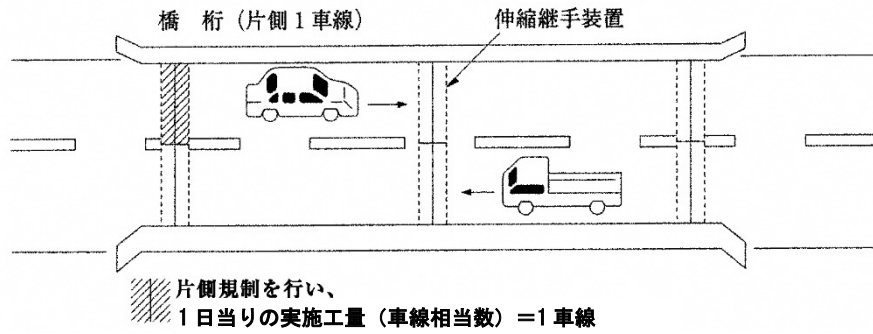 橋 桁（片側１車線）
伸縮継手装置
片側規制を行い、
１日当りの実施工量（車線相当数）＝１車線